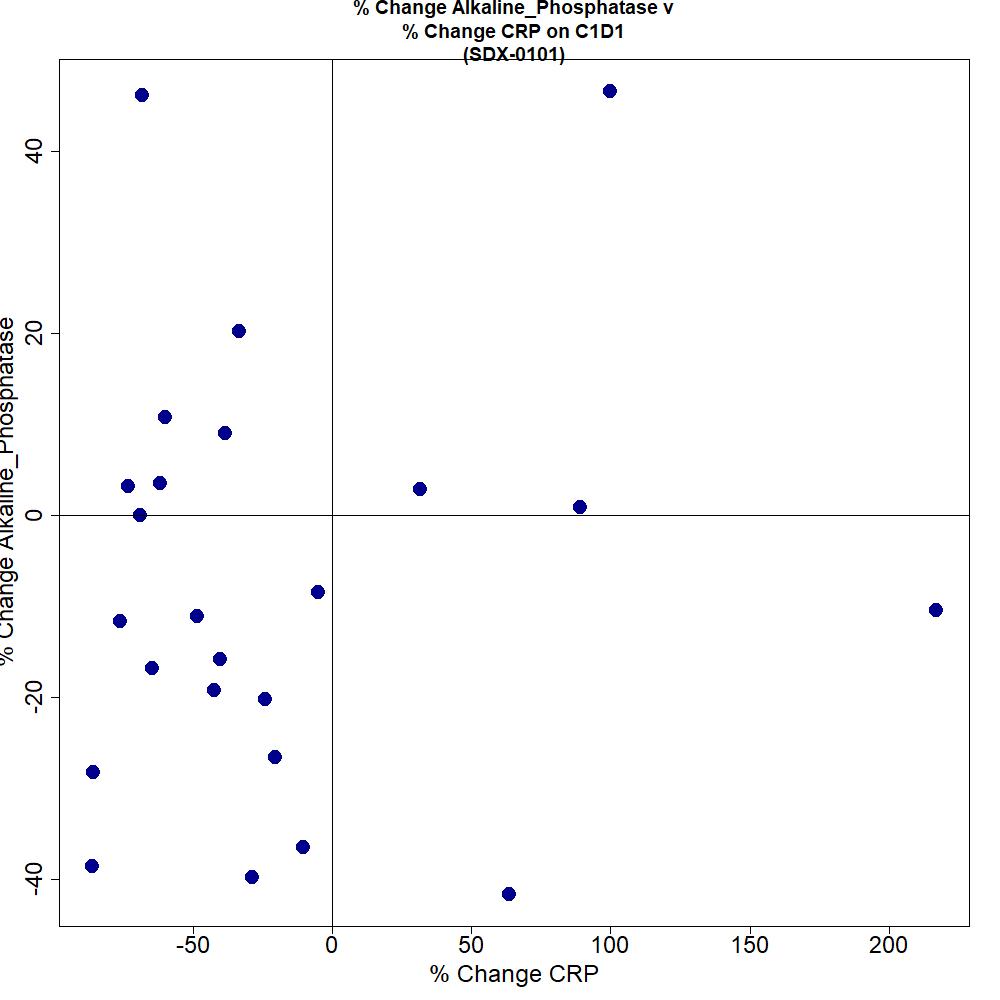 % Change Alkaline_Phosphatase v
% Change CRP on C1D1
(SDX-0101)
% Change Alkaline_Phosphatase
40
20
0
-20
-40
-50
0
50
100
150
200
% Change CRP